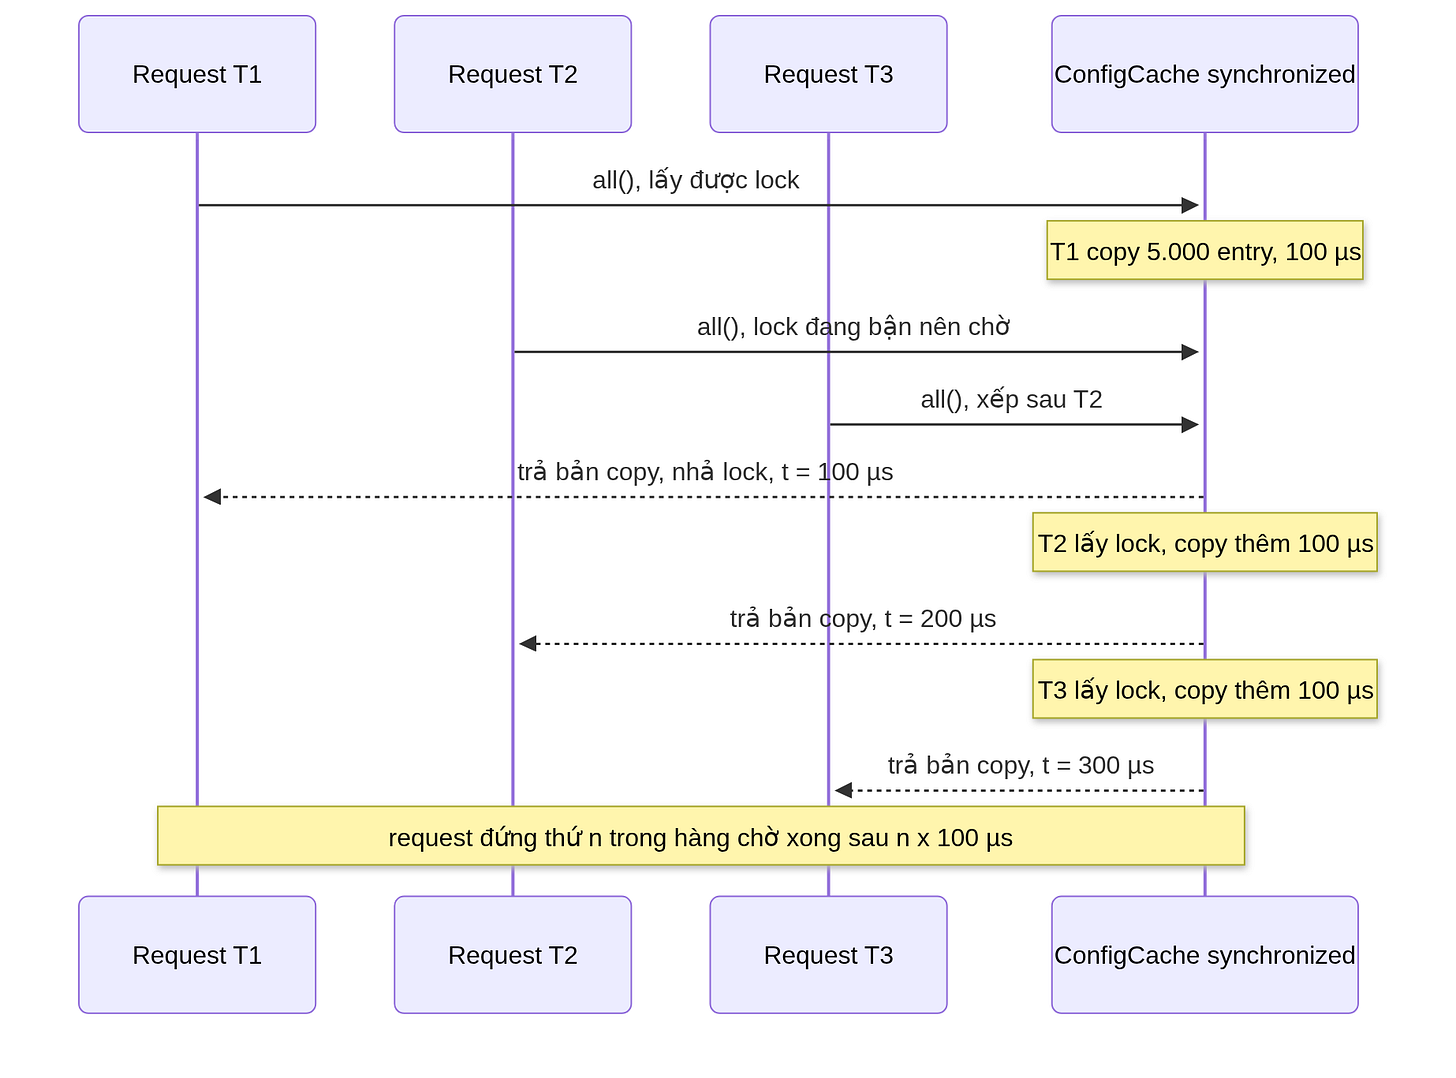 Request T1
Request T2
Request T3
ConfigCache synchronized
all(), lấy được lock
T1 copy 5.000 entry, 100 µs
all(), lock đang bận nên chờ
all(), xếp sau T2
trả bản copy, nhả lock, t = 100 µs
T2 lấy lock, copy thêm 100 µs
trả bản copy, t = 200 µs
T3 lấy lock, copy thêm 100 µs
trả bản copy, t = 300 µs
request đứng thứ n trong hàng chờ xong sau n x 100 µs
Request T1
Request T2
Request T3
ConfigCache synchronized